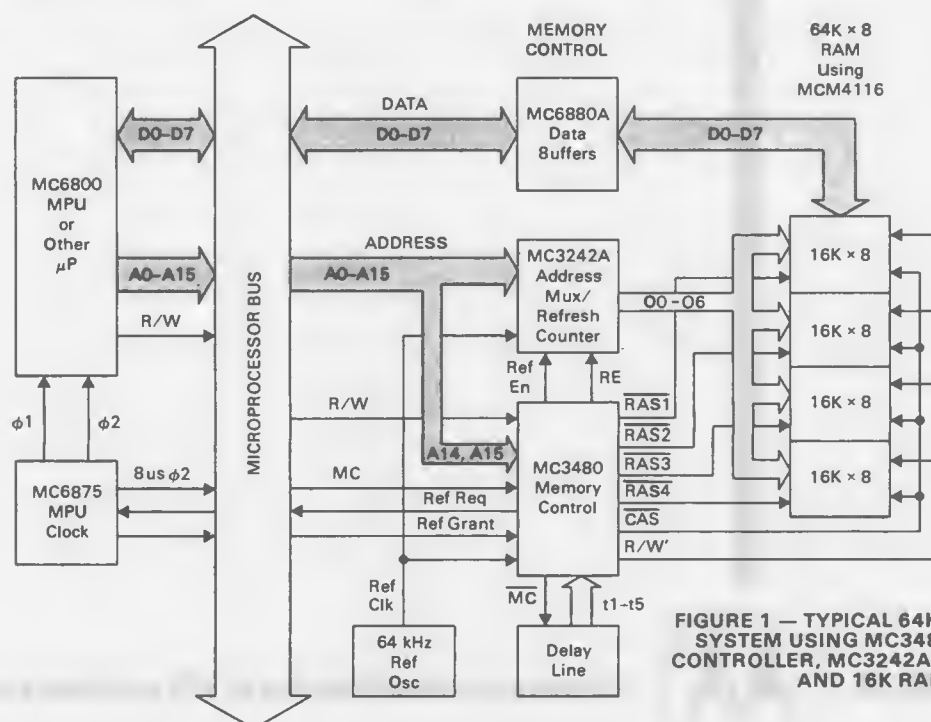 MEMORY
CONTROL
64K × 8
RAM
Using
MCM4116
MC6800
MPU
or
Other
μP
D0-D7
A0-A15
R/W
ϕ1
ϕ2
MC6875
MPU
Clock
8us ϕ2
MICROPROCESSOR BUS
DATA
D0-D7
MC6880A
Data
Buffers
D0-D7
ADDRESS
A0-A15
MC3242A
Address
Mux/
Refresh
Counter
O0-O6
Ref
En
RE
R/W
A14, A15
MC
Ref Req
Ref Grant
MC3480
Memory
Control
RAS1
RAS2
RAS3
RAS4
CAS
R/W'
16K × 8
16K × 8
16K × 8
16K × 8
Ref
Clk
64 kHz
Ref
Osc
MC
t1-t5
Delay
Line
FIGURE 1 — TYPICAL 64K
SYSTEM USING MC348
CONTROLLER, MC3242A
AND 16K RA